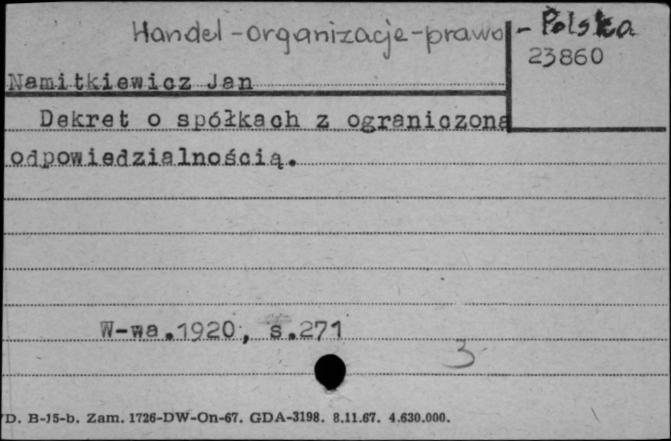 Handel - organizacje - prawo - Polska
23860
Namitkiewicz Jan
Dekret o spółkach z ograniczoną
odpowiedzialnością.
W-wa.1920, s.271
3
D. B-15-b. Zam. 1726-DW-On-67. GDA-3198. 8.11.67. 4.630.000.